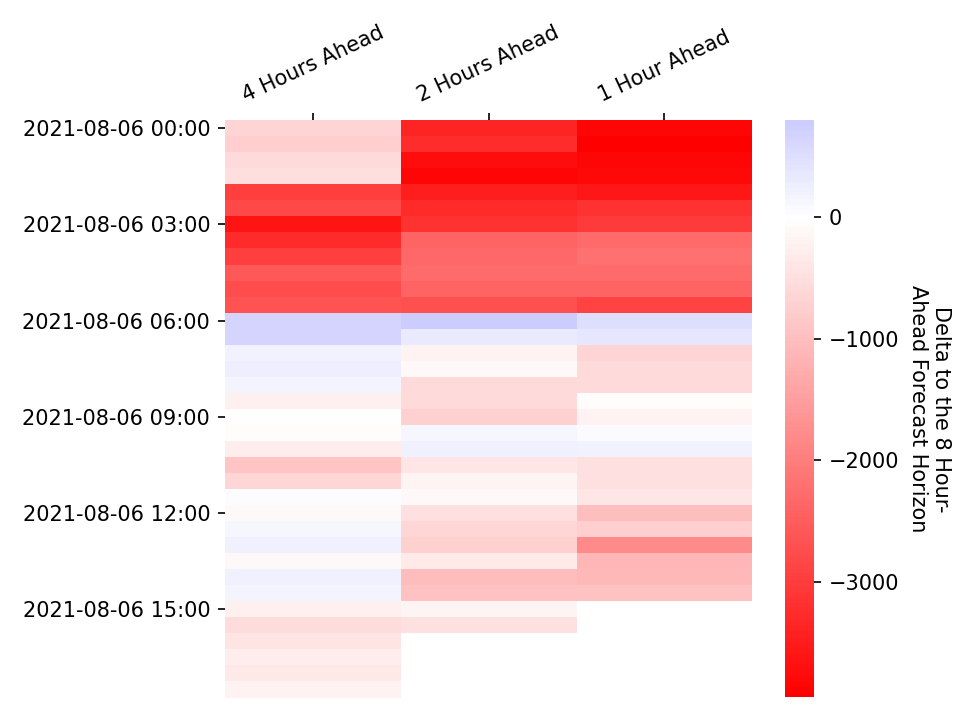 4 Hours Ahead
2 Hours Ahead
1 Hour Ahead
2021-08-06 00:00
2021-08-06 03:00
2021-08-06 06:00
2021-08-06 09:00
2021-08-06 12:00
2021-08-06 15:00
0
−1000
−2000
−3000
Delta to the 8 Hour-
Ahead Forecast Horizon